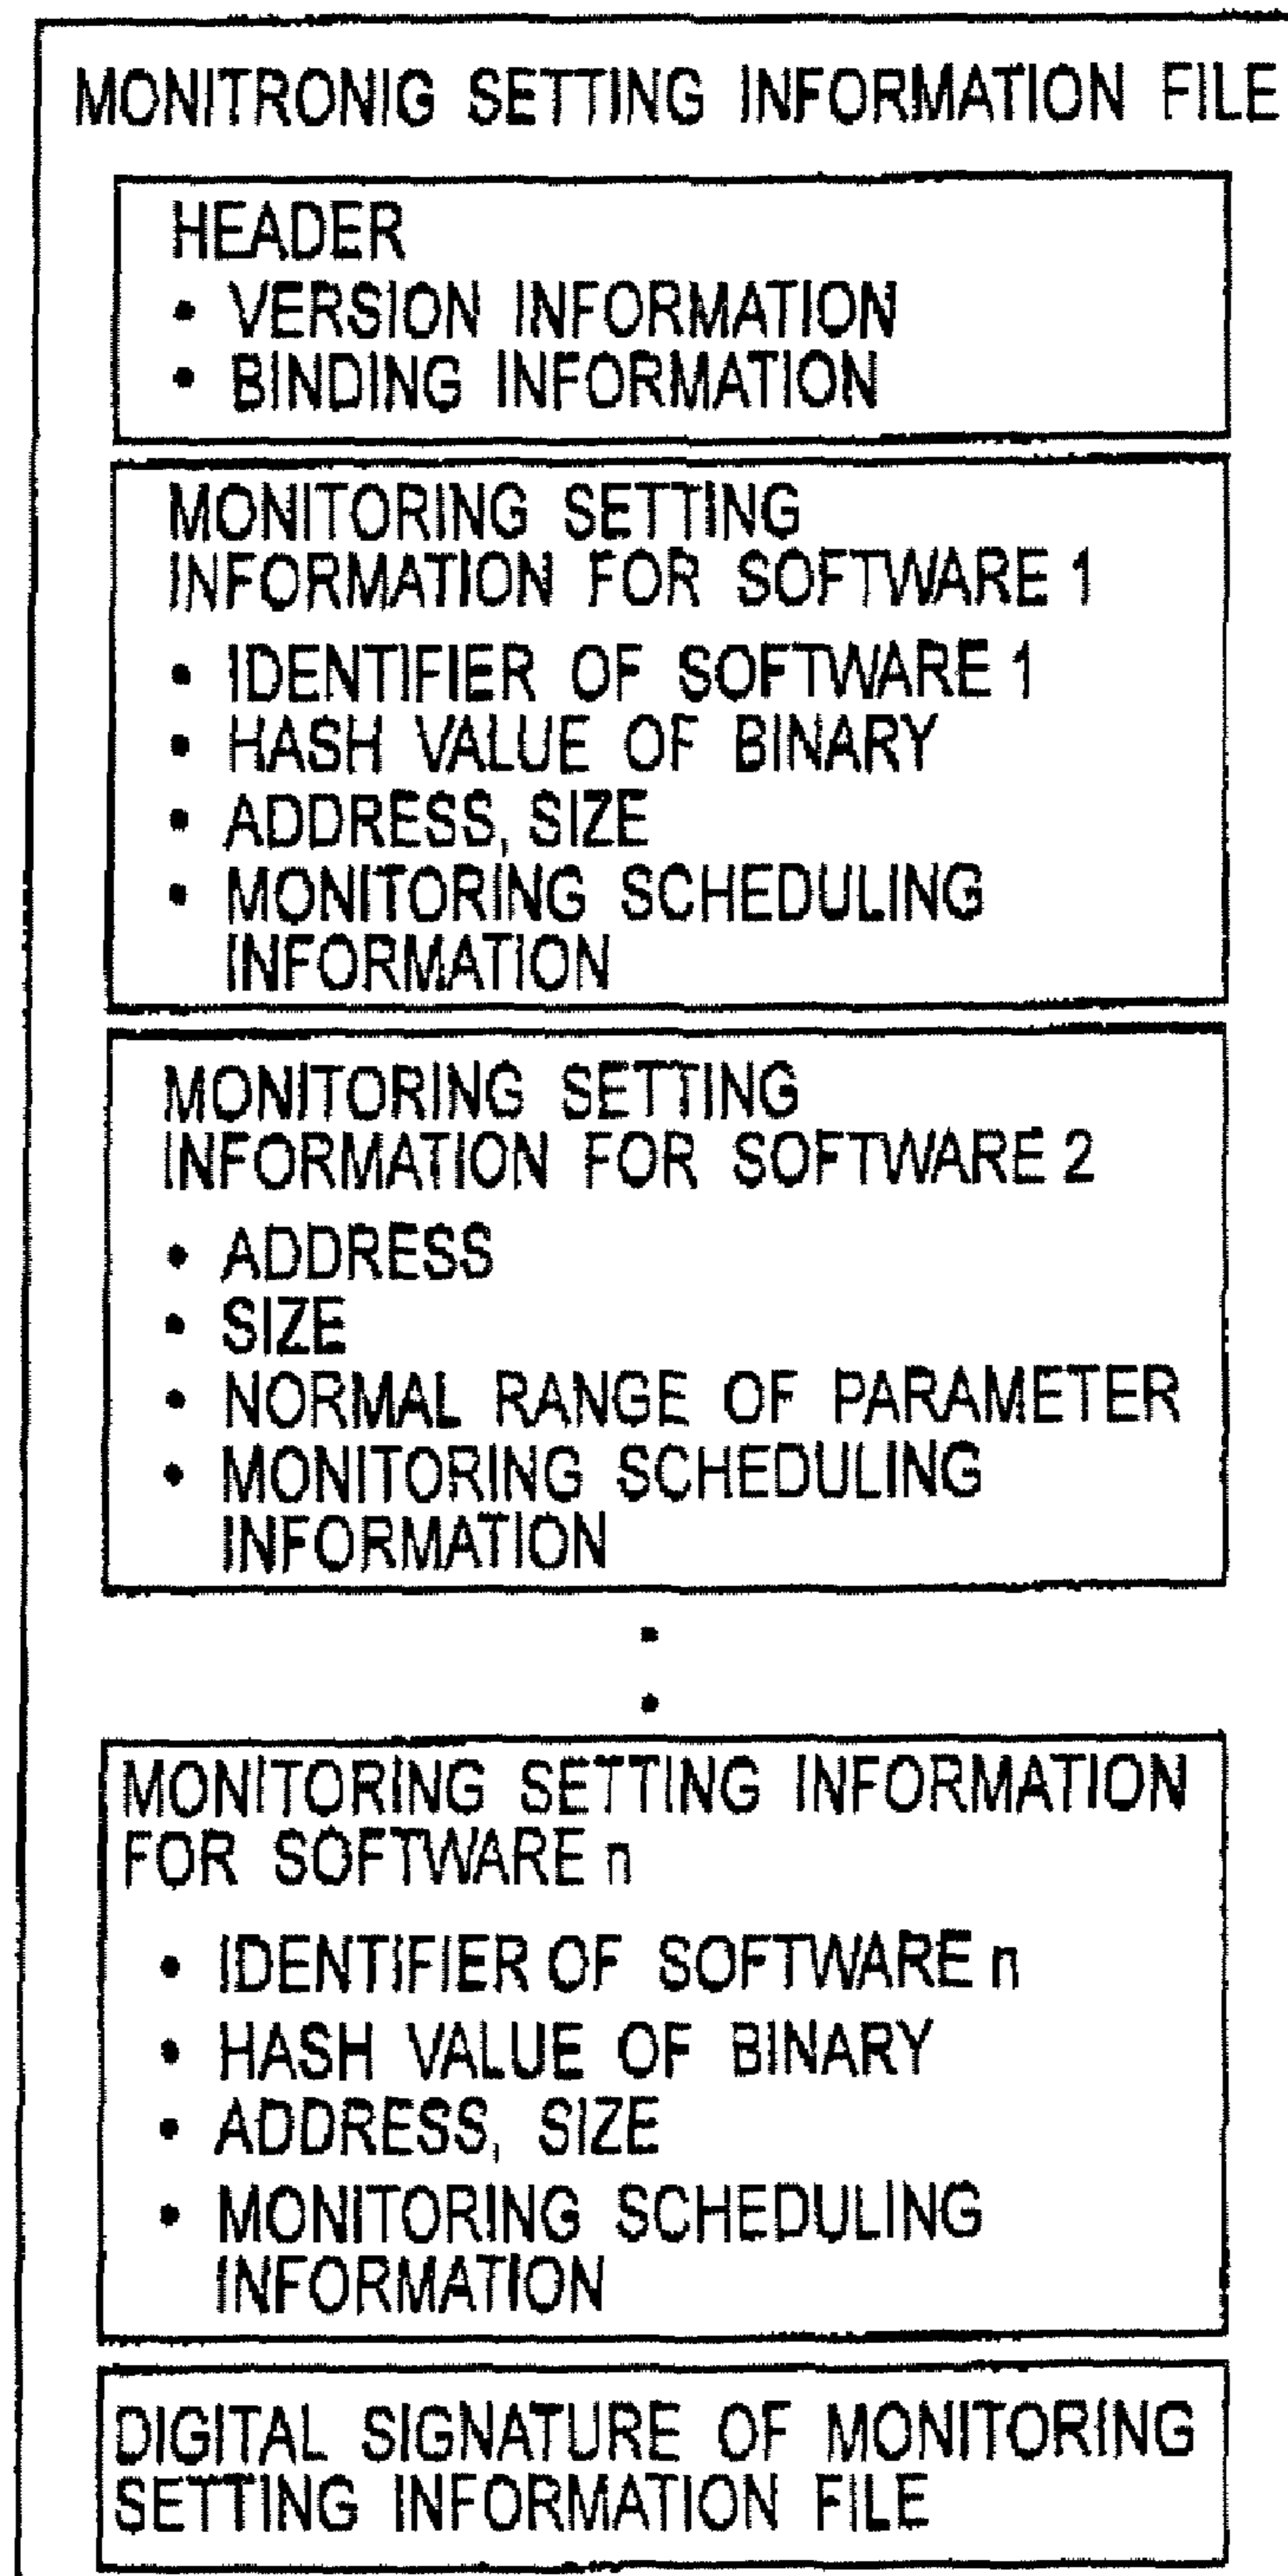 MONITRONIG SETTING INFORMATION FILE
HEADER
• VERSION INFORMATION
• BINDING INFORMATION
MONITORING SETTING
INFORMATION FOR SOFTWARE 1
• IDENTIFIER OF SOFTWARE 1
• HASH VALUE OF BINARY
• ADDRESS, SIZE
• MONITORING SCHEDULING
INFORMATION
MONITORING SETTING
INFORMATION FOR SOFTWARE 2
• ADDRESS
• SIZE
• NORMAL RANGE OF PARAMETER
• MONITORING SCHEDULING
INFORMATION
MONITORING SETTING INFORMATION
FOR SOFTWARE n
• IDENTIFIER OF SOFTWARE n
• HASH VALUE OF BINARY
• ADDRESS, SIZE
• MONITORING SCHEDULING
INFORMATION
DIGITAL SIGNATURE OF MONITORING
SETTING INFORMATION FILE